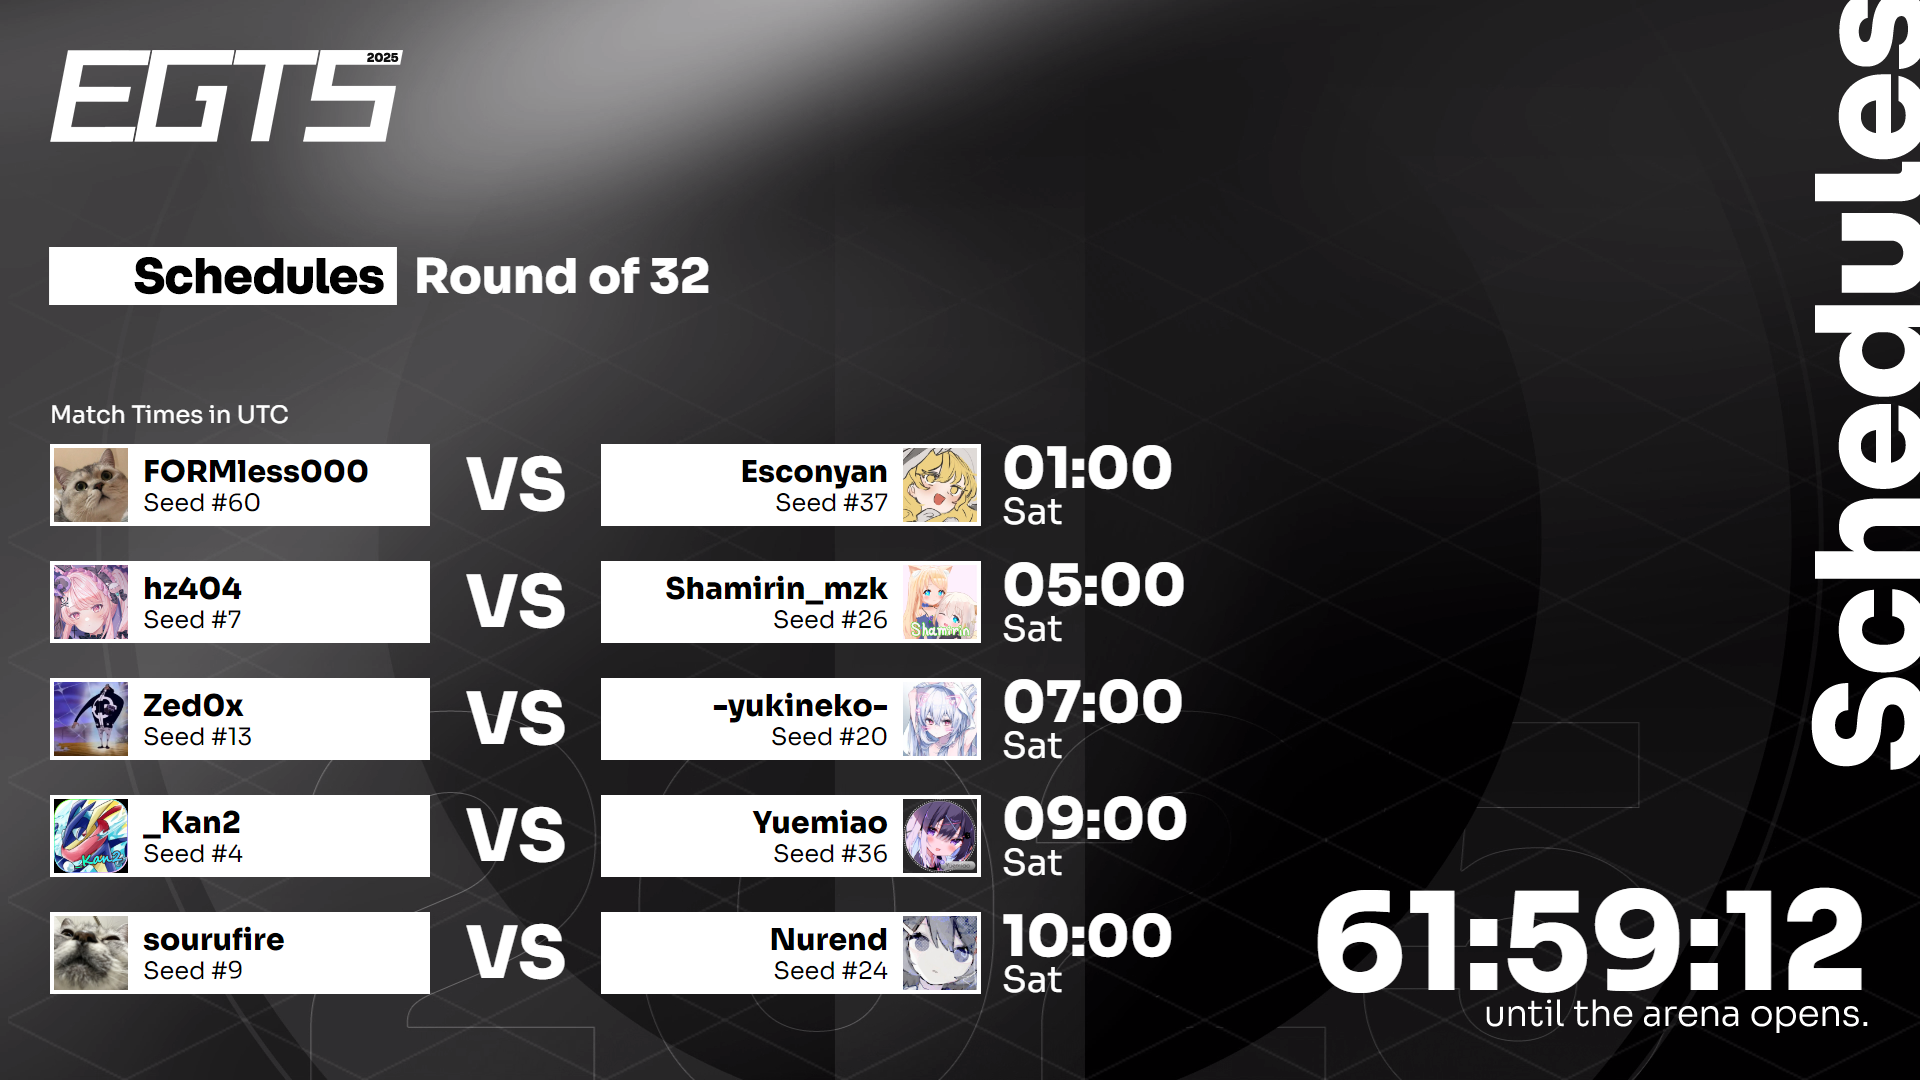 EGTS 2025
Schedules Round of 32
Match Times in UTC
FORMless000
Seed #60
VS
Esconyan
Seed #37
01:00
Sat
hz404
Seed #7
VS
Shamirin_mzk
Seed #26
Shamirin
05:00
Sat
Zed0x
Seed #13
VS
-yukineko-
Seed #20
07:00
Sat
_Kan2
Seed #4
_Kan2
VS
Yuemiao
Seed #36
09:00
Sat
sourufire
Seed #9
VS
Nurend
Seed #24
10:00
Sat
61:59:12
until the arena opens.
Schedules